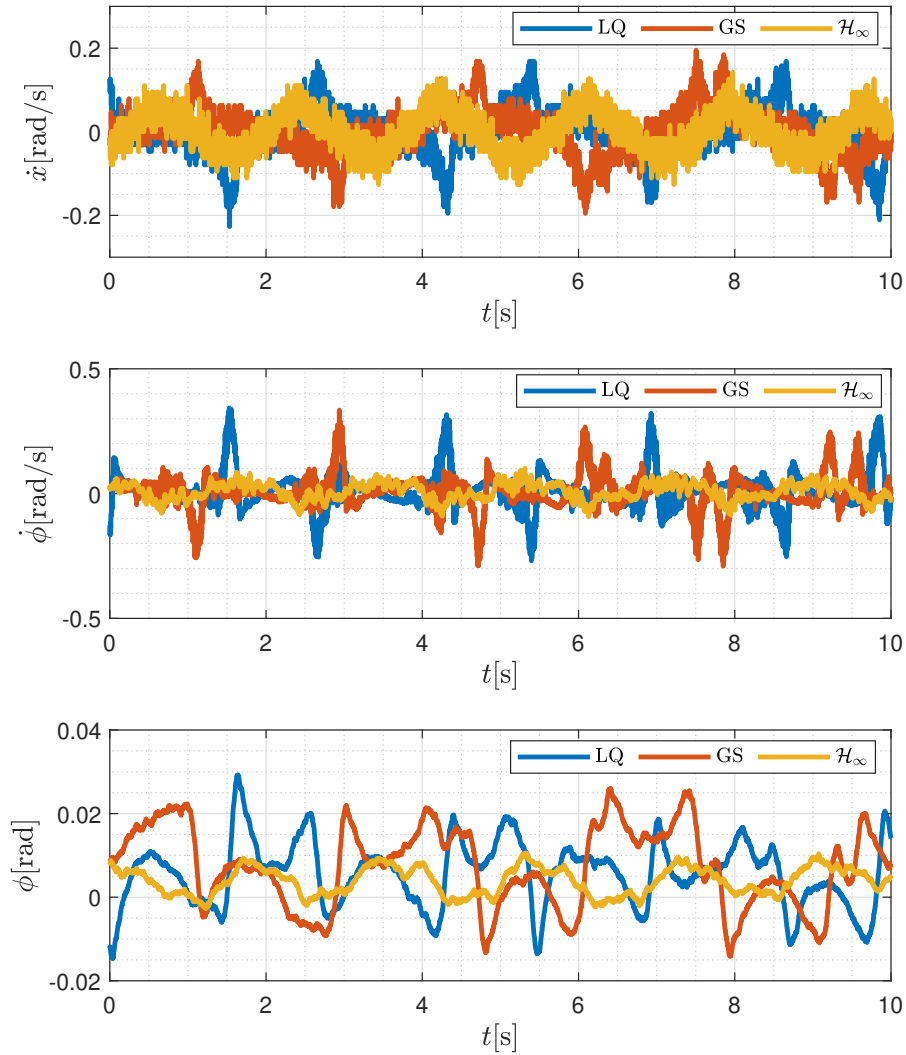 LQ GS ℋ∞
0.2
0
-0.2
ẋ[rad/s]
0 2 4 6 8 10
t[s]
LQ GS ℋ∞
0.5
0
-0.5
ϕ̇[rad/s]
0 2 4 6 8 10
t[s]
LQ GS ℋ∞
0.04
0.02
0
-0.02
ϕ[rad]
0 2 4 6 8 10
t[s]